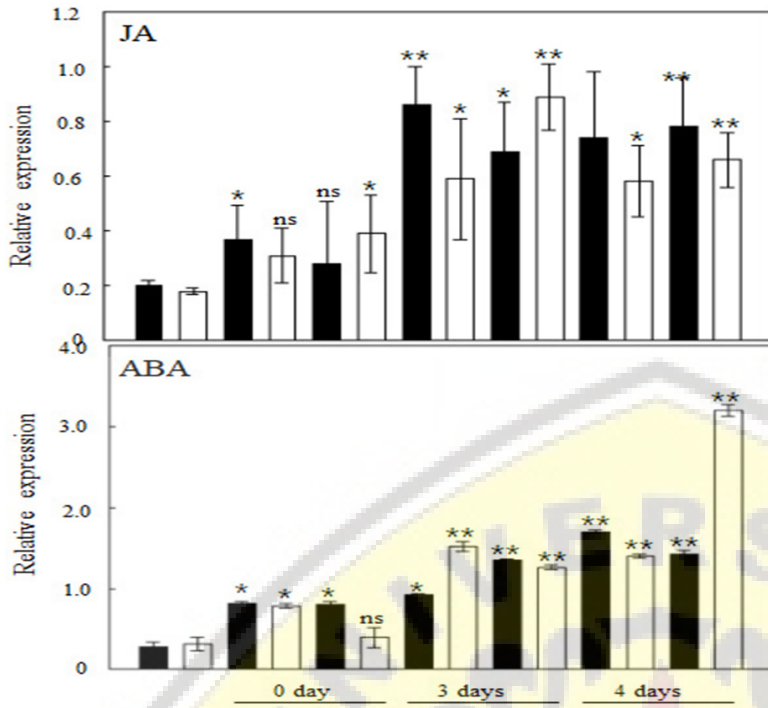 1.2
JA
1.0
0.8
0.6
0.4
0.2
0
Relative expression
* ns ns * ** * * ** * ** **
4.0
ABA
3.0
2.0
1.0
0
Relative expression
* * * ns * ** ** ** ** ** ** **
0 day 3 days 4 days
NIVERS